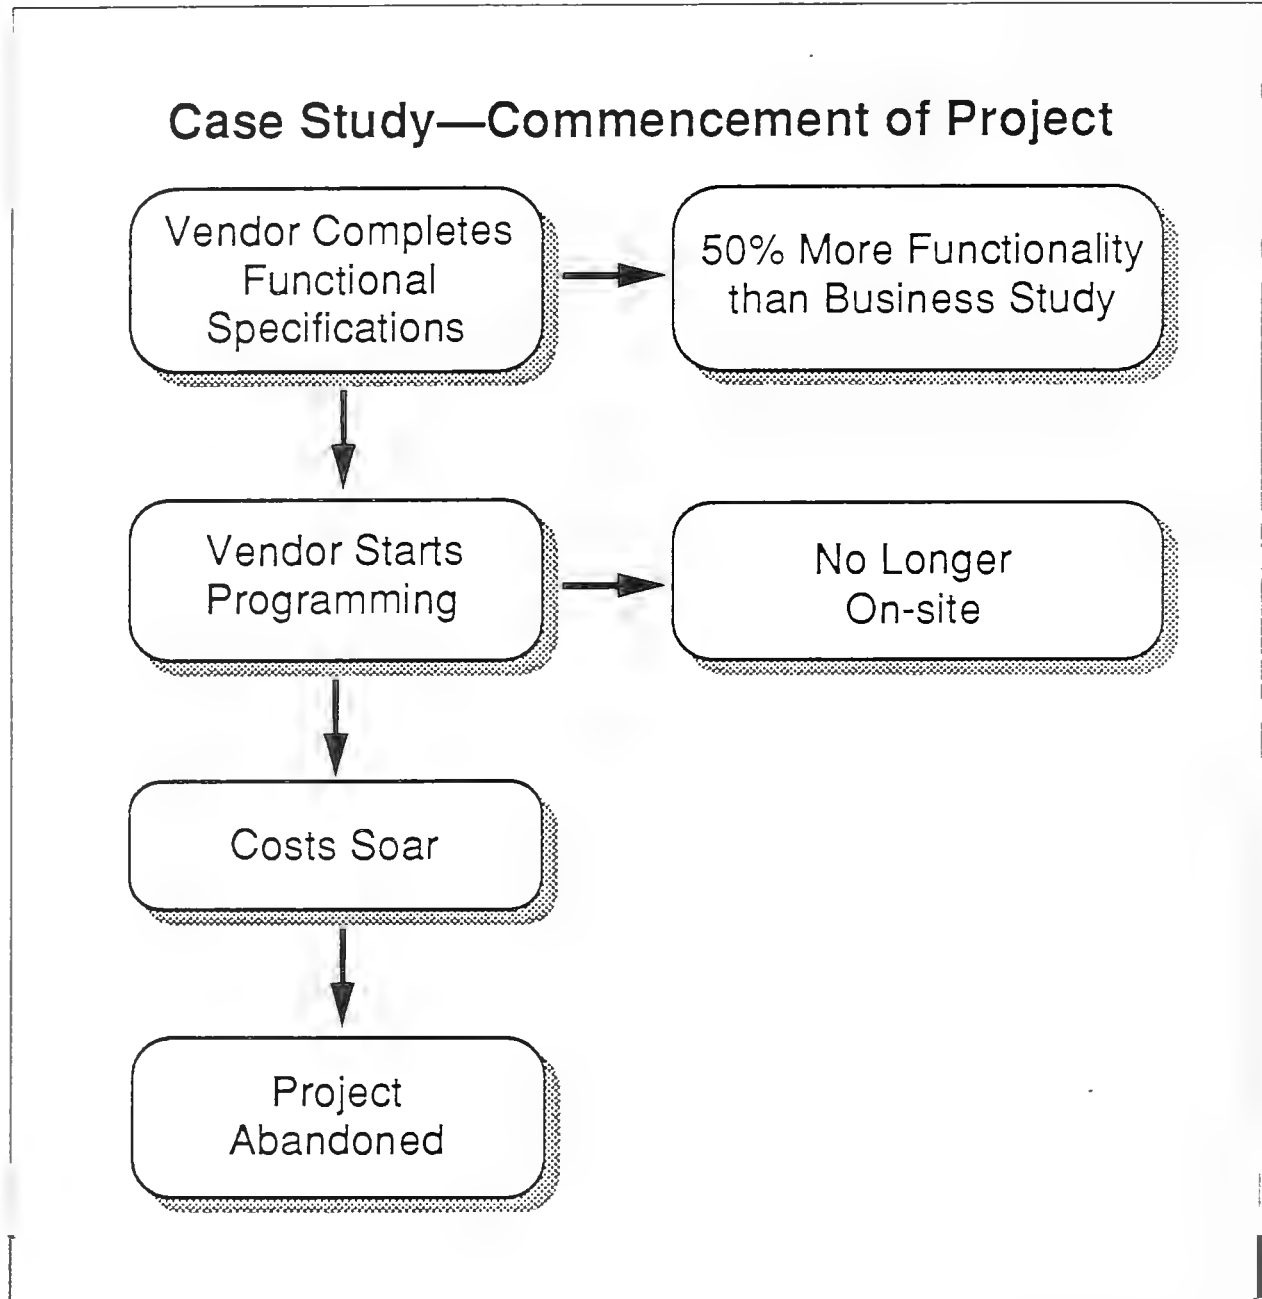 Case Study—Commencement of Project
Vendor Completes
Functional
Specifications
50% More Functionality
than Business Study
Vendor Starts
Programming
No Longer
On-site
Costs Soar
Project
Abandoned